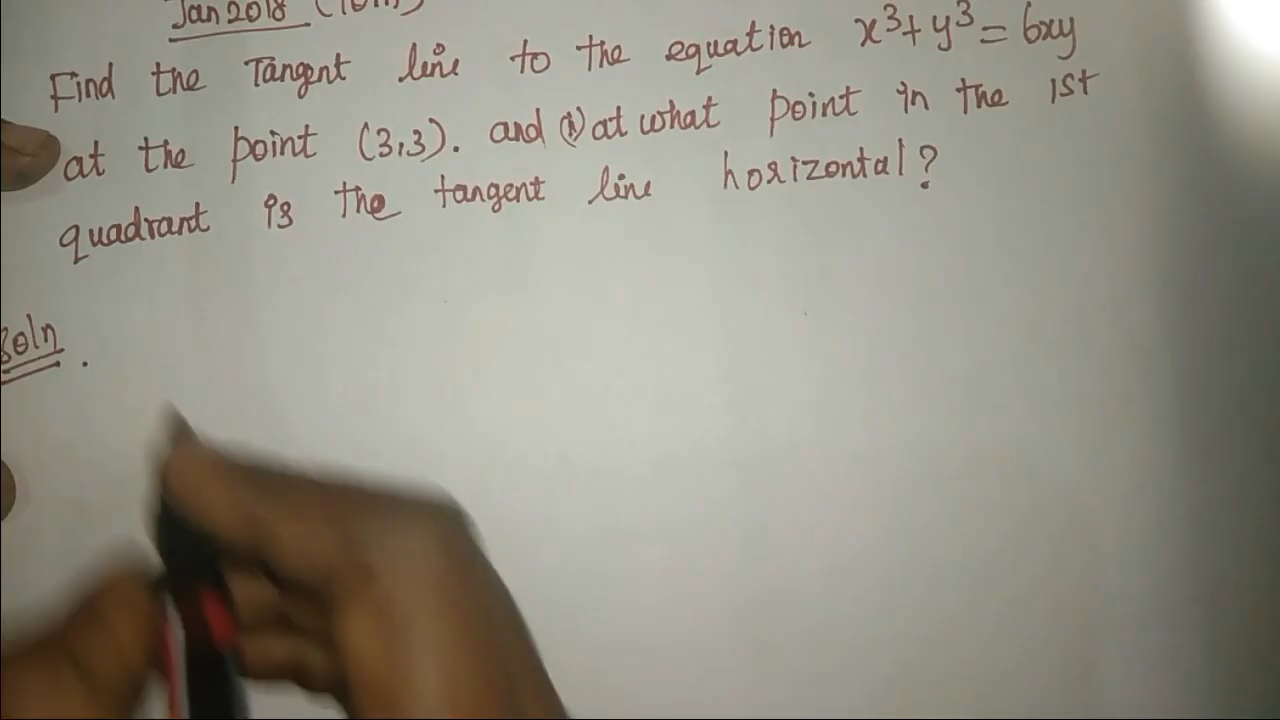 Jan 2018 (10m)
Find the Tangent line to the equation x³+y³=6xy
at the point (3,3). and (i) at what point in the 1st
quadrant is the tangent line horizontal?
Soln